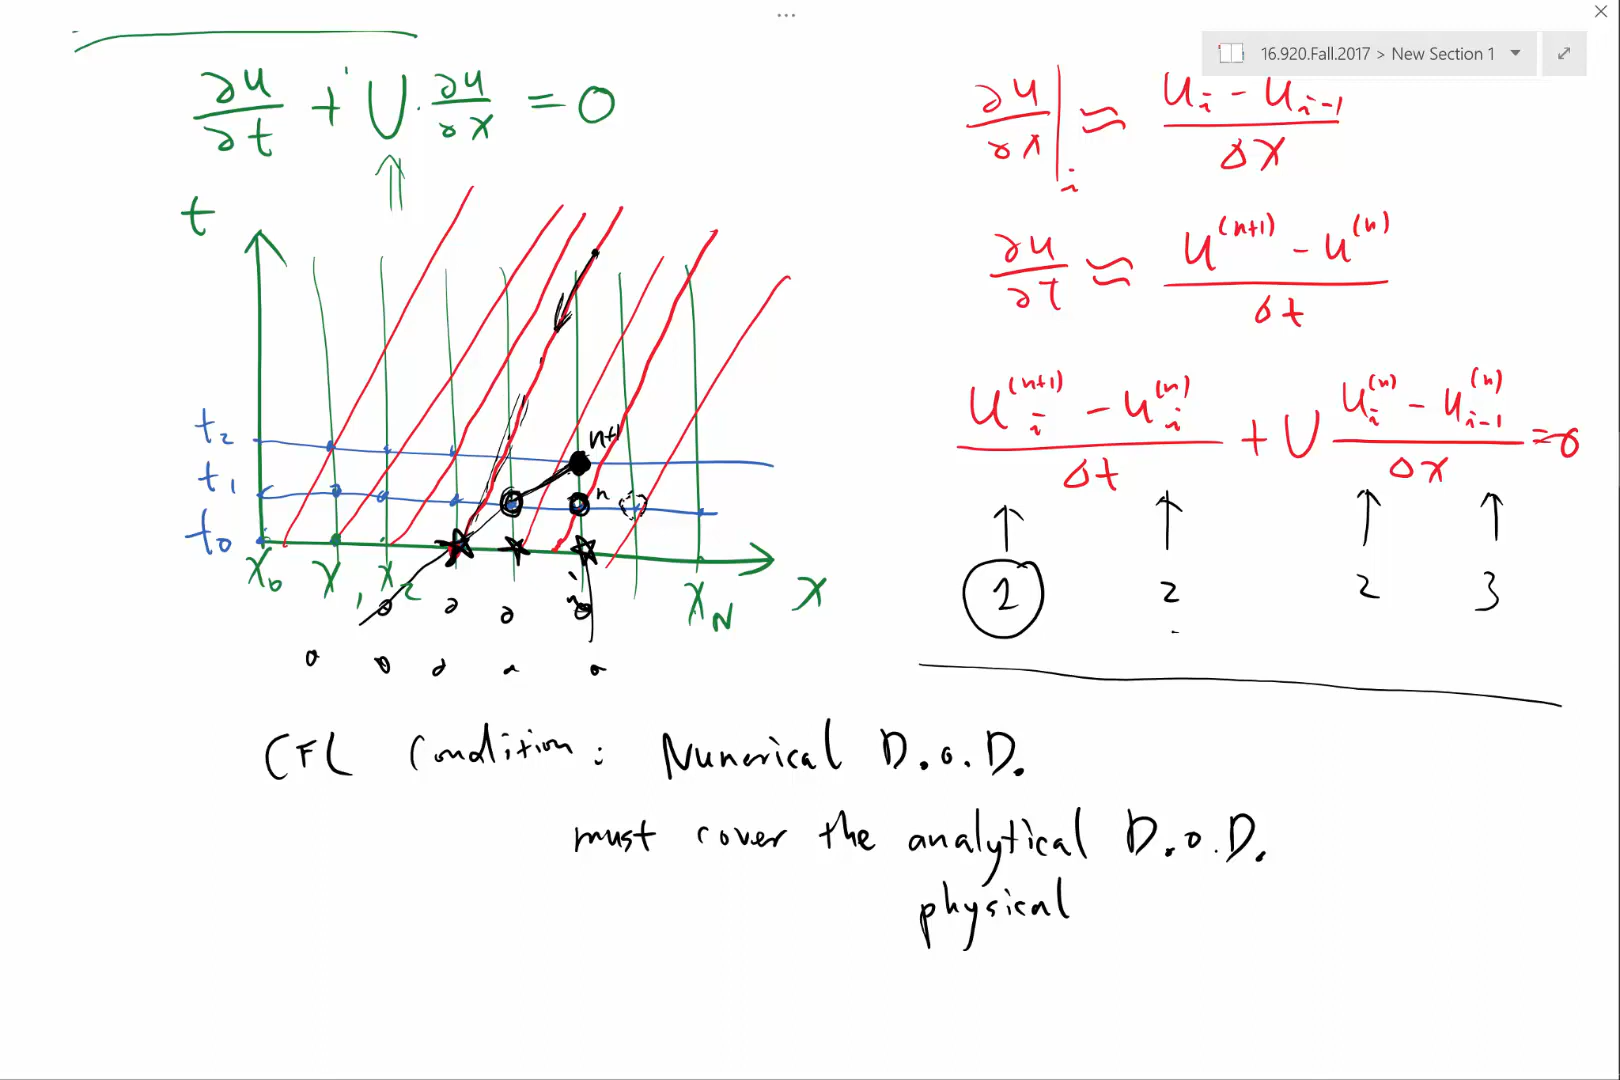 16.920.Fall.2017 > New Section 1
∂u/∂t + U · ∂u/∂x = 0
∂u/∂x |i ≈ (ui - ui-1)/Δx
∂u/∂t ≈ (u^(n+1) - u^(n))/Δt
(ui^(n+1) - ui^(n))/Δt + U (ui^(n) - ui-1^(n))/Δx = 0
1 2 2 3
t
t2
n+1
t1
n
t0
x0 x1 x2 i xN x
CFL Condition: Numerical D.o.D.
must cover the analytical D.o.D.
physical